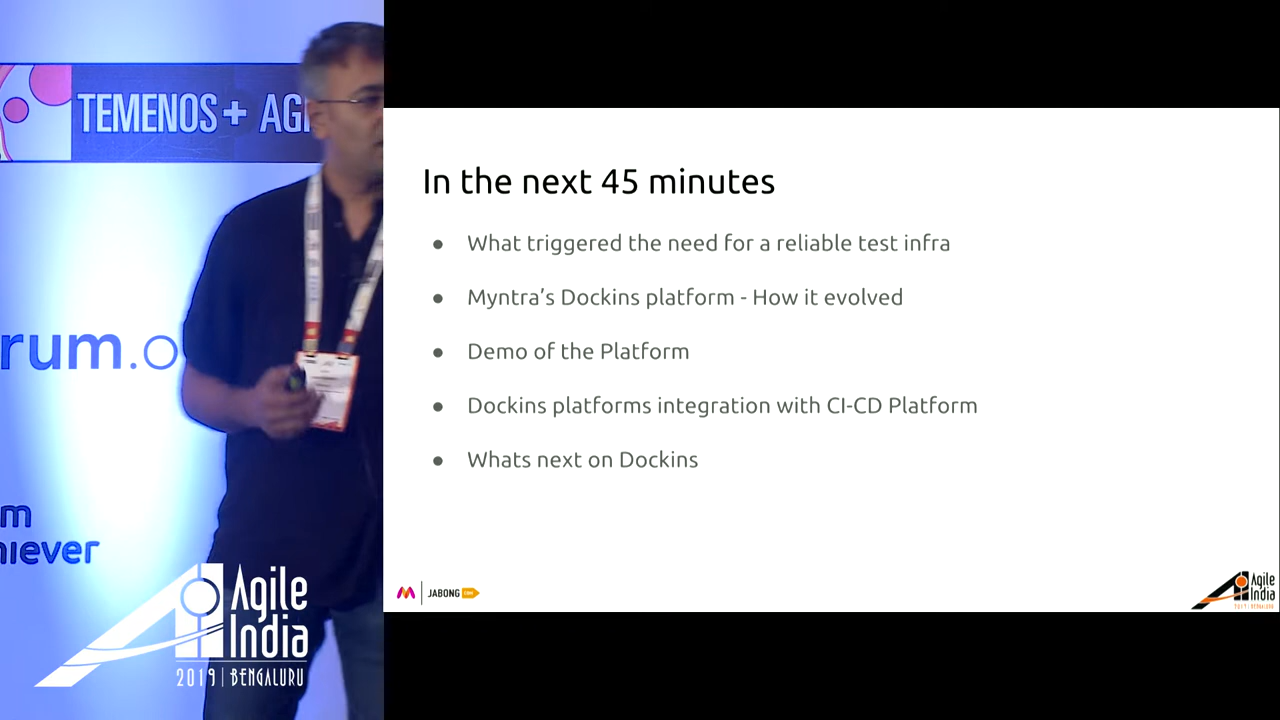 TEMENOS+ AGI
rum.o
m
hiever
Agile
India
2019 | BENGALURU
In the next 45 minutes
● What triggered the need for a reliable test infra
● Myntra's Dockins platform - How it evolved
● Demo of the Platform
● Dockins platforms integration with CI-CD Platform
● Whats next on Dockins
JABONG
Agile
India
2019 | BENGALURU